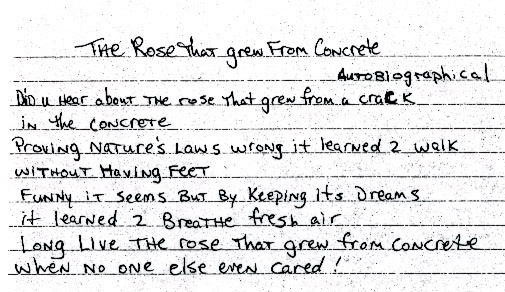 The Rose that grew From Concrete
Autobiographical
Did u Hear about The rose that grew from a crack
in the concrete
Proving Nature's Laws wrong it learned 2 walk
without Having Feet
Funny it seems But By Keeping its Dreams
it learned 2 Breathe fresh air
Long Live The rose that grew from concrete
when no one else even cared!